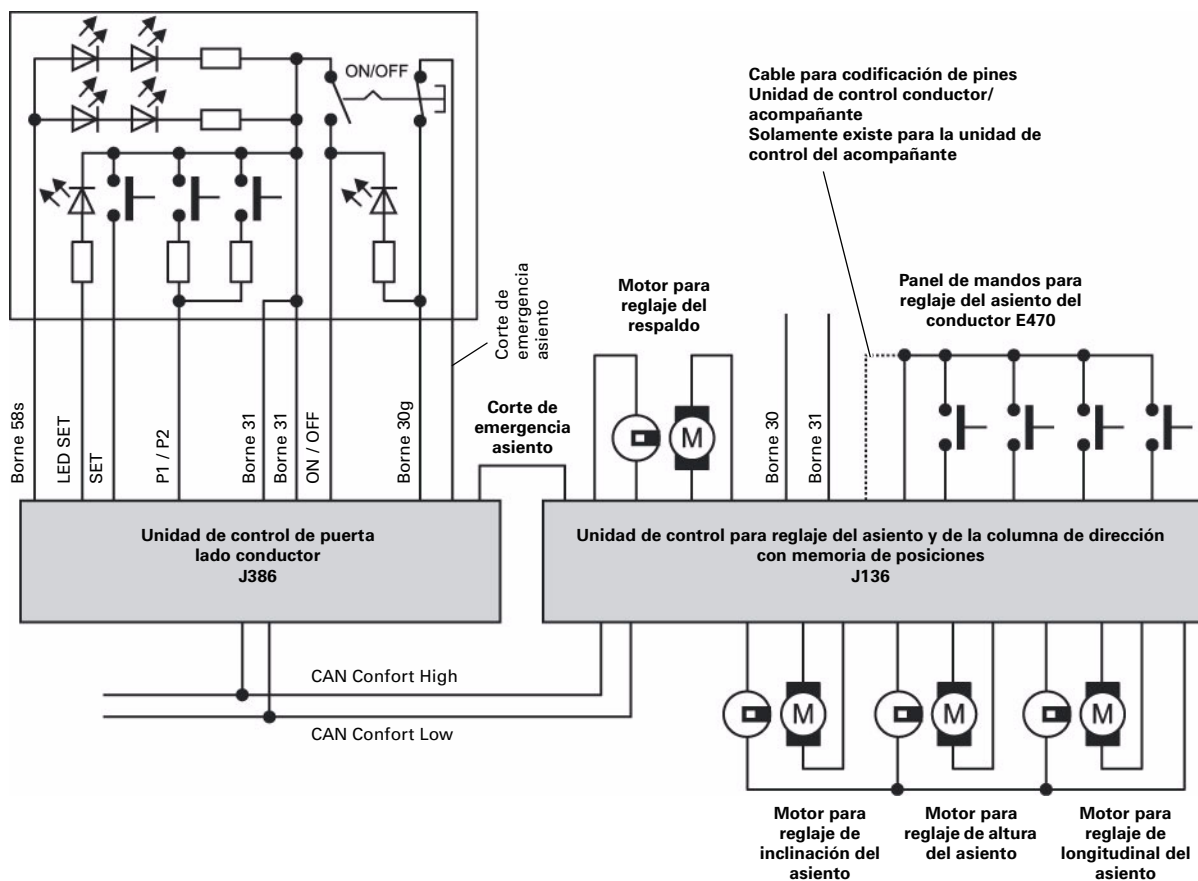 ON/OFF
Cable para codificación de pines
Unidad de control conductor/
acompañante
Solamente existe para la unidad de
control del acompañante
Motor para
reglaje del
respaldo
Panel de mandos para
reglaje del asiento del
conductor E470
Corte de
emergencia
asiento
Borne 58s
LED SET
SET
P1 / P2
Borne 31
Borne 31
ON / OFF
Borne 30g
Corte de
emergencia
asiento
M
Borne 30
Borne 31
Unidad de control de puerta
lado conductor
J386
Unidad de control para reglaje del asiento y de la columna de dirección
con memoria de posiciones
J136
CAN Confort High
CAN Confort Low
M
M
M
Motor para
reglaje de
inclinación del
asiento
Motor para
reglaje de altura
del asiento
Motor para
reglaje de
longitudinal del
asiento